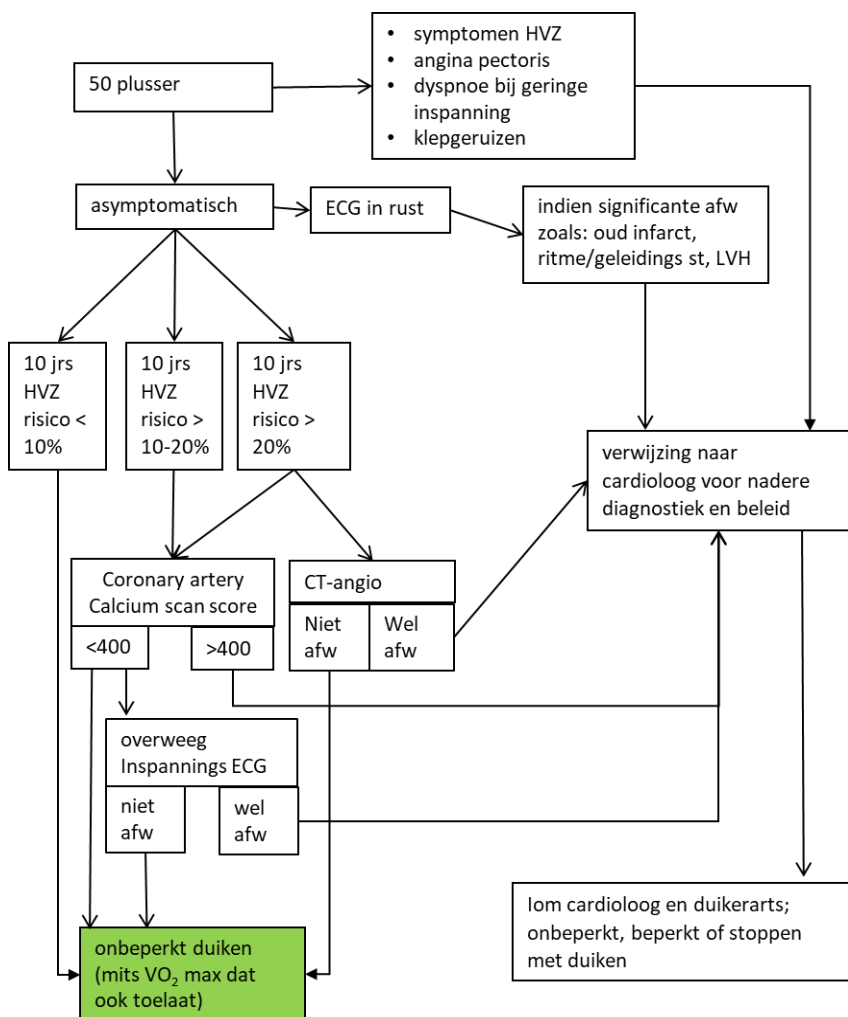 50 plusser
• symptomen HVZ
• angina pectoris
• dyspnoe bij geringe
inspanning
• klepgeruizen
asymptomatisch
ECG in rust
indien significante afw
zoals: oud infarct,
ritme/geleidings st, LVH
10 jrs
HVZ
risico <
10%
10 jrs
HVZ
risico >
10-20%
10 jrs
HVZ
risico >
20%
verwijzing naar
cardioloog voor nadere
diagnostiek en beleid
Coronary artery
Calcium scan score
<400
>400
CT-angio
Niet
afw
Wel
afw
overweeg
Inspannings ECG
niet
afw
wel
afw
Iom cardioloog en duikerarts;
onbeperkt, beperkt of stoppen
met duiken
onbeperkt duiken
(mits VO₂ max dat
ook toelaat)